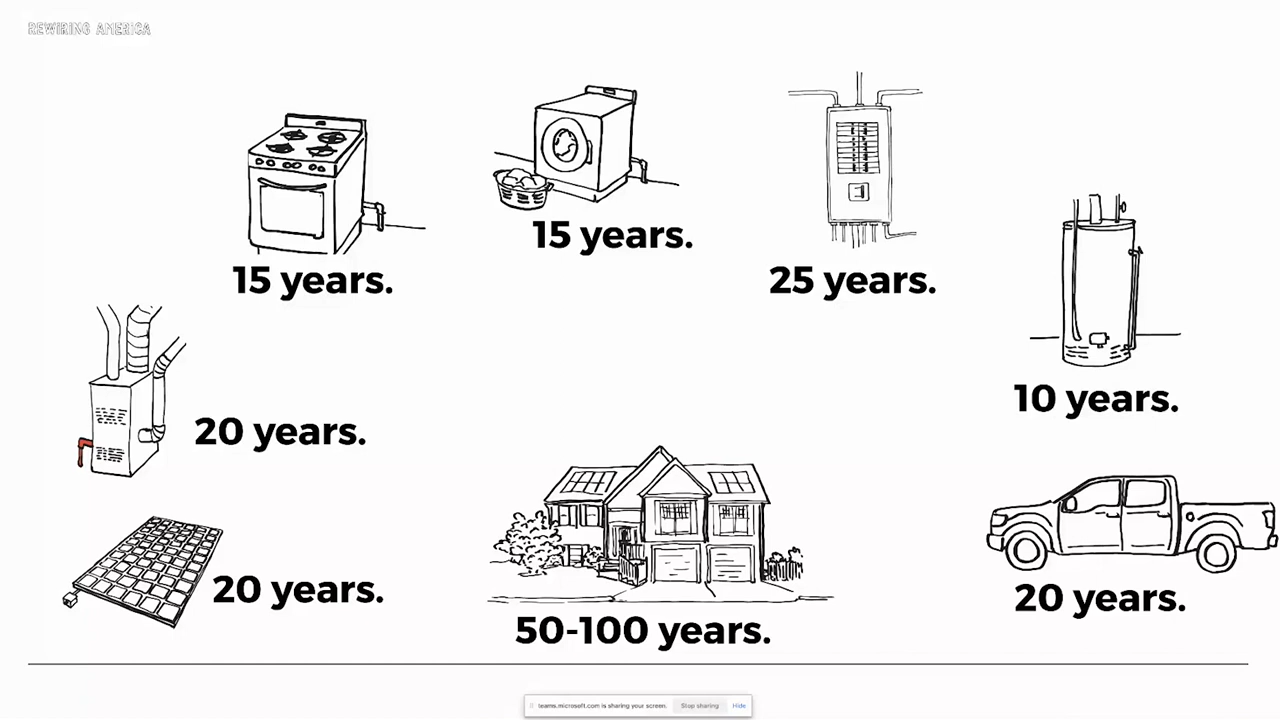 REWIRING AMERICA
15 years.
15 years.
25 years.
10 years.
20 years.
20 years.
50-100 years.
20 years.
teams.microsoft.com is sharing your screen. Stop sharing Hide